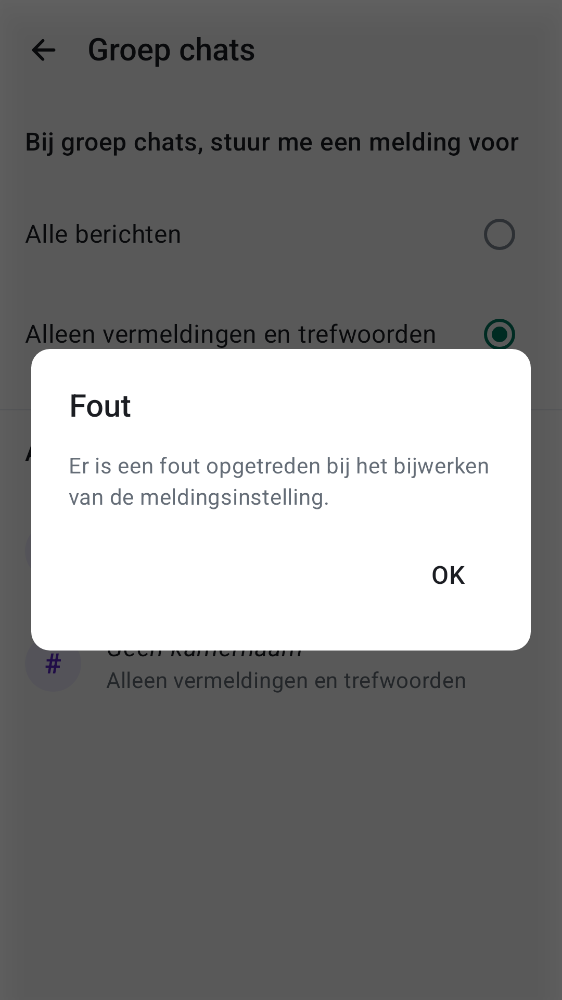 Groep chats
Bij groep chats, stuur me een melding voor
Alle berichten
Alleen vermeldingen en trefwoorden
Fout
Er is een fout opgetreden bij het bijwerken
van de meldingsinstelling.
OK
Geen kamernaam
#
Alleen vermeldingen en trefwoorden